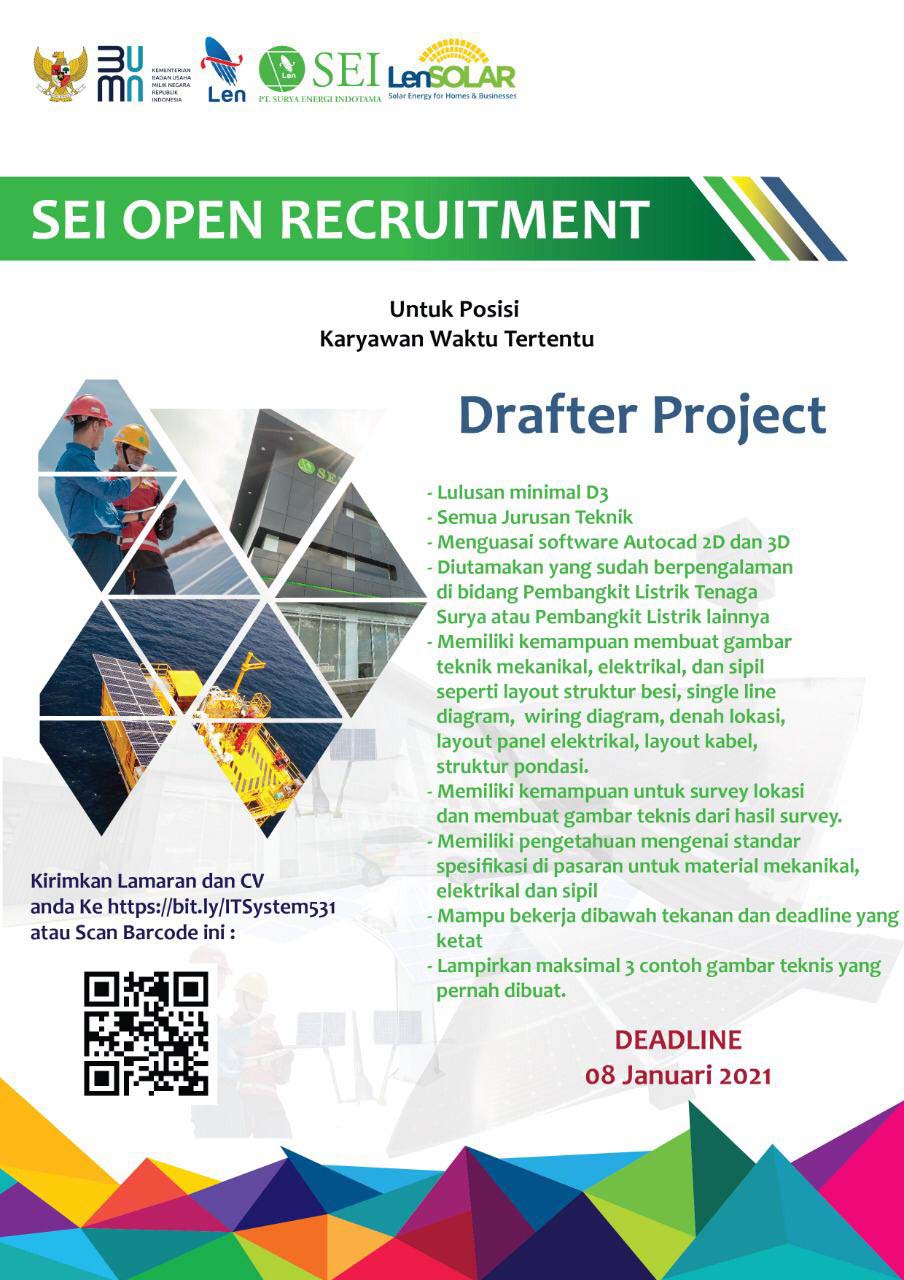 BUMN
KEMENTERIAN
BADAN USAHA
MILIK NEGARA
REPUBLIK
INDONESIA
Len
Len
SEI
PT. SURYA ENERGI INDOTAMA
LenSOLAR
Solar Energy for Homes & Businesses
SEI OPEN RECRUITMENT
Untuk Posisi
Karyawan Waktu Tertentu
Drafter Project
SEI
- Lulusan minimal D3
- Semua Jurusan Teknik
- Menguasai software Autocad 2D dan 3D
- Diutamakan yang sudah berpengalaman
di bidang Pembangkit Listrik Tenaga
Surya atau Pembangkit Listrik lainnya
- Memiliki kemampuan membuat gambar
teknik mekanikal, elektrikal, dan sipil
seperti layout struktur besi, single line
diagram, wiring diagram, denah lokasi,
layout panel elektrikal, layout kabel,
struktur pondasi.
- Memiliki kemampuan untuk survey lokasi
dan membuat gambar teknis dari hasil survey.
- Memiliki pengetahuan mengenai standar
spesifikasi di pasaran untuk material mekanikal,
elektrikal dan sipil
- Mampu bekerja dibawah tekanan dan deadline yang
ketat
- Lampirkan maksimal 3 contoh gambar teknis yang
pernah dibuat.
Kirimkan Lamaran dan CV
anda Ke https://bit.ly/ITSystem531
atau Scan Barcode ini :
DEADLINE
08 Januari 2021